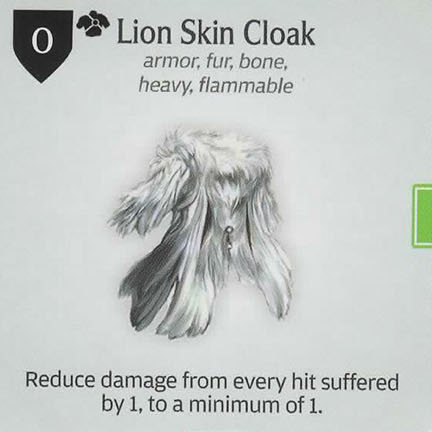 0
Lion Skin Cloak
armor, fur, bone,
heavy, flammable
Reduce damage from every hit suffered
by 1, to a minimum of 1.